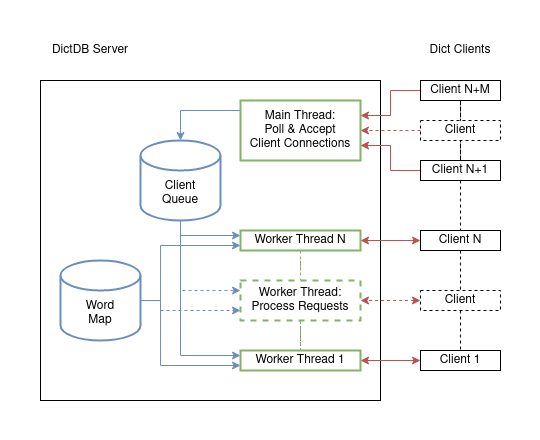 DictDB Server
Dict Clients
Client N+M
Main Thread:
Poll & Accept
Client Connections
Client
Client N+1
Client
Queue
Worker Thread N
Client N
Word
Map
Worker Thread:
Process Requests
Client
Worker Thread 1
Client 1